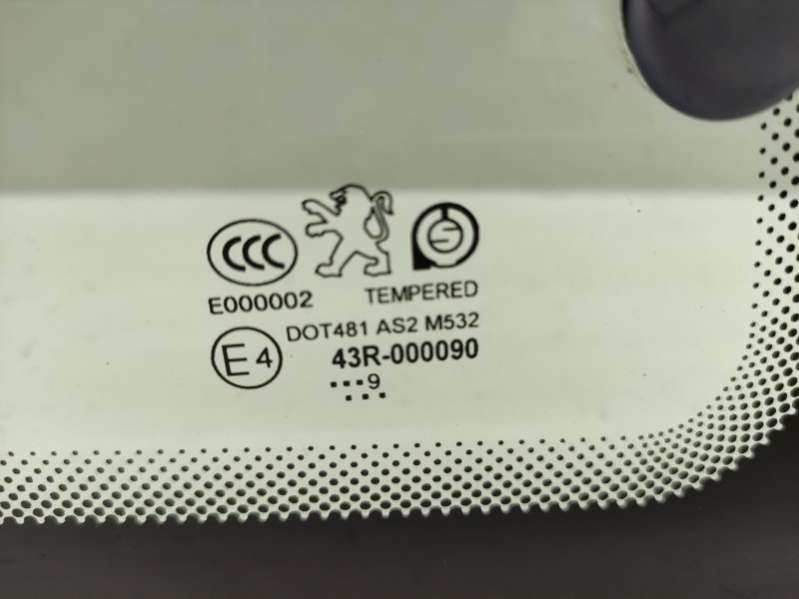 CCC
E000002 TEMPERED
DOT481 AS2 M532
E4 43R-000090
...9
...